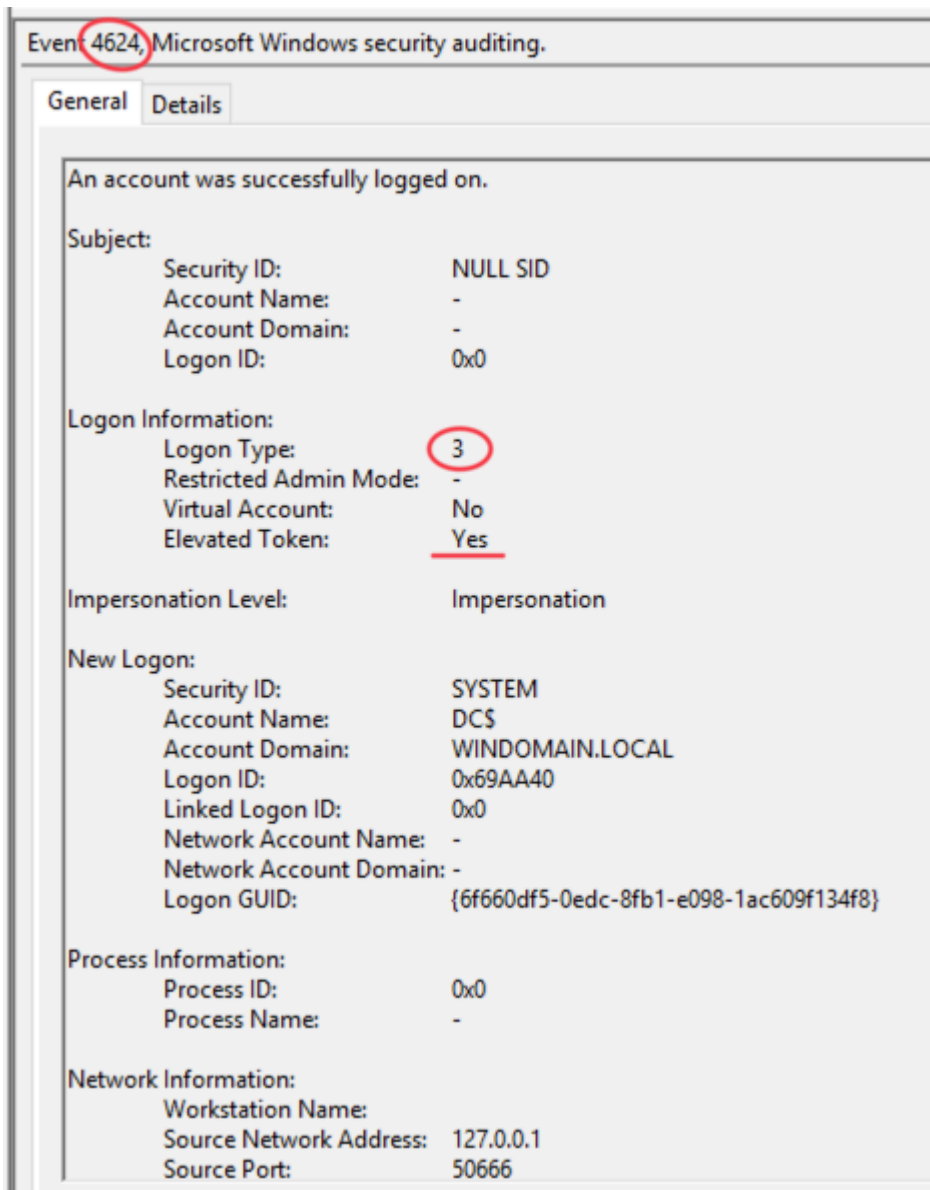 Event 4624, Microsoft Windows security auditing.
General Details
An account was successfully logged on.
Subject:
Security ID: NULL SID
Account Name: -
Account Domain: -
Logon ID: 0x0
Logon Information:
Logon Type: 3
Restricted Admin Mode: -
Virtual Account: No
Elevated Token: Yes
Impersonation Level: Impersonation
New Logon:
Security ID: SYSTEM
Account Name: DC$
Account Domain: WINDOMAIN.LOCAL
Logon ID: 0x69AA40
Linked Logon ID: 0x0
Network Account Name: -
Network Account Domain: -
Logon GUID: {6f660df5-0edc-8fb1-e098-1ac609f134f8}
Process Information:
Process ID: 0x0
Process Name: -
Network Information:
Workstation Name:
Source Network Address: 127.0.0.1
Source Port: 50666